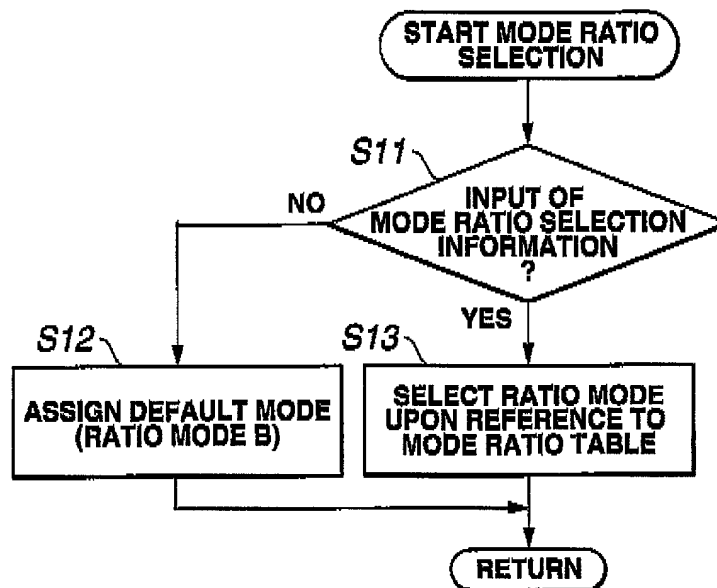 START MODE RATIO
SELECTION
S11
INPUT OF
MODE RATIO SELECTION
INFORMATION
?
NO
YES
S12
ASSIGN DEFAULT MODE
(RATIO MODE B)
S13
SELECT RATIO MODE
UPON REFERENCE TO
MODE RATIO TABLE
RETURN